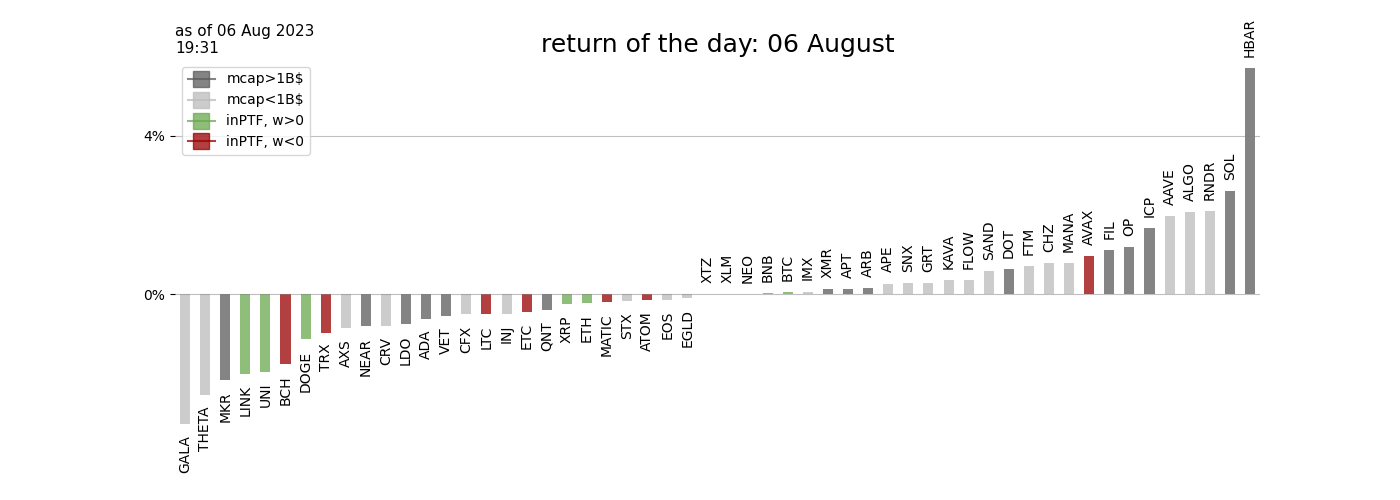 as of 06 Aug 2023
19:31
return of the day: 06 August
mcap>1B$
mcap<1B$
inPTF, w>0
inPTF, w<0
4%
0%
GALA
THETA
MKR
LINK
UNI
BCH
DOGE
TRX
AXS
NEAR
CRV
LDO
ADA
VET
CFX
LTC
INJ
ETC
QNT
XRP
ETH
MATIC
STX
ATOM
EOS
EGLD
XTZ
XLM
NEO
BNB
BTC
IMX
XMR
APT
ARB
APE
SNX
GRT
KAVA
FLOW
SAND
DOT
FTM
CHZ
MANA
AVAX
FIL
OP
ICP
AAVE
ALGO
RNDR
SOL
HBAR